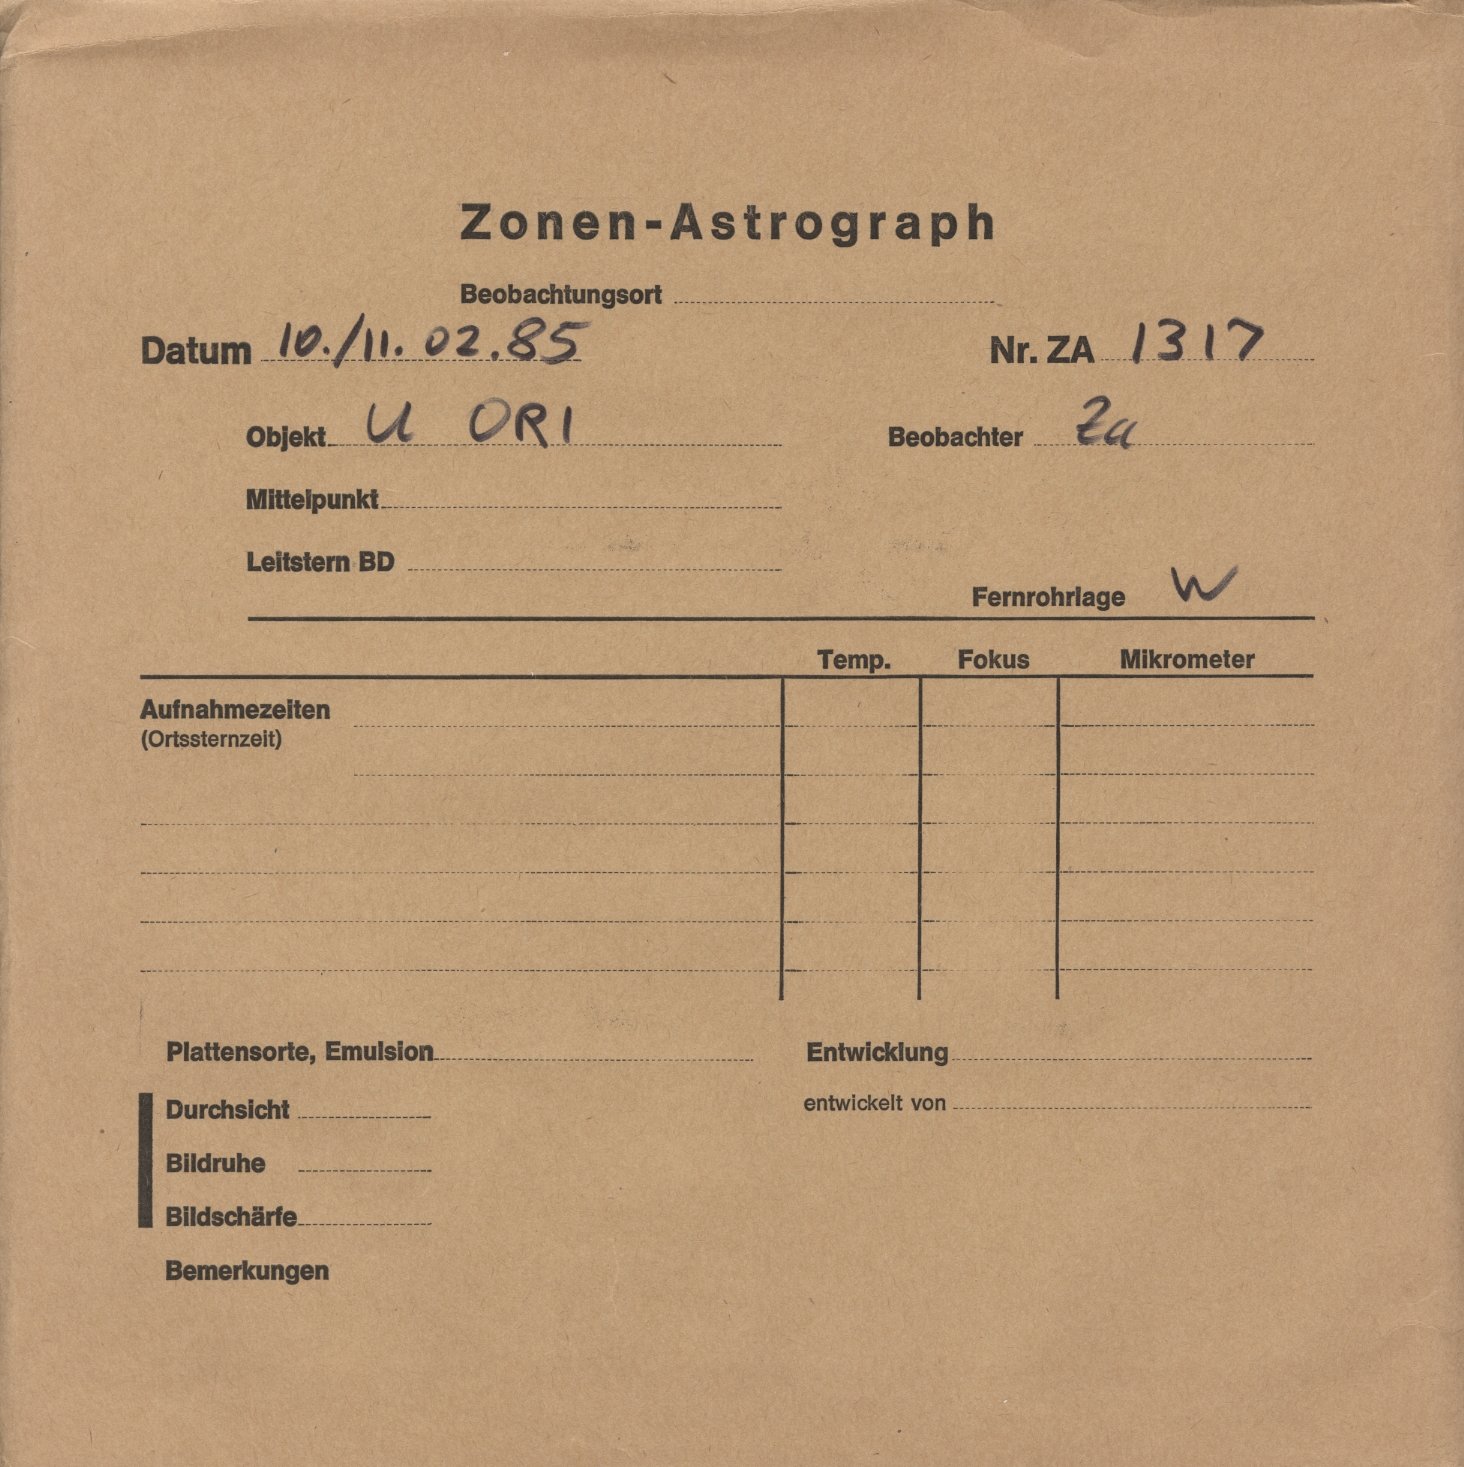 Zonen-Astrograph
Beobachtungsort
Datum 10./11.02.85 Nr. ZA 1317
Objekt U ORI Beobachter Za
Mittelpunkt
Leitstern BD
Fernrohrlage W
Temp. Fokus Mikrometer
Aufnahmezeiten
(Ortssternzeit)
Plattensorte, Emulsion Entwicklung
Durchsicht entwickelt von
Bildruhe
Bildschärfe
Bemerkungen